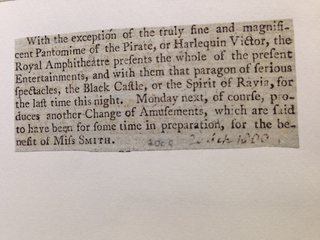 With the exception of the truly fine and magnifi-
cent Pantomime of the Pirate, or Harlequin Victor, the
Royal Amphitheatre presents the whole of the present
Entertainments, and with them that paragon of ſerious
ſpectacles, the Black Caſtle, or the Spirit of Rayia, for
the laſt time this night. Monday next, of courſe, pro-
duces another Change of Amuſements, which are ſaid
to have been for ſome time in preparation, for the be-
nefit of Miſs SMITH.